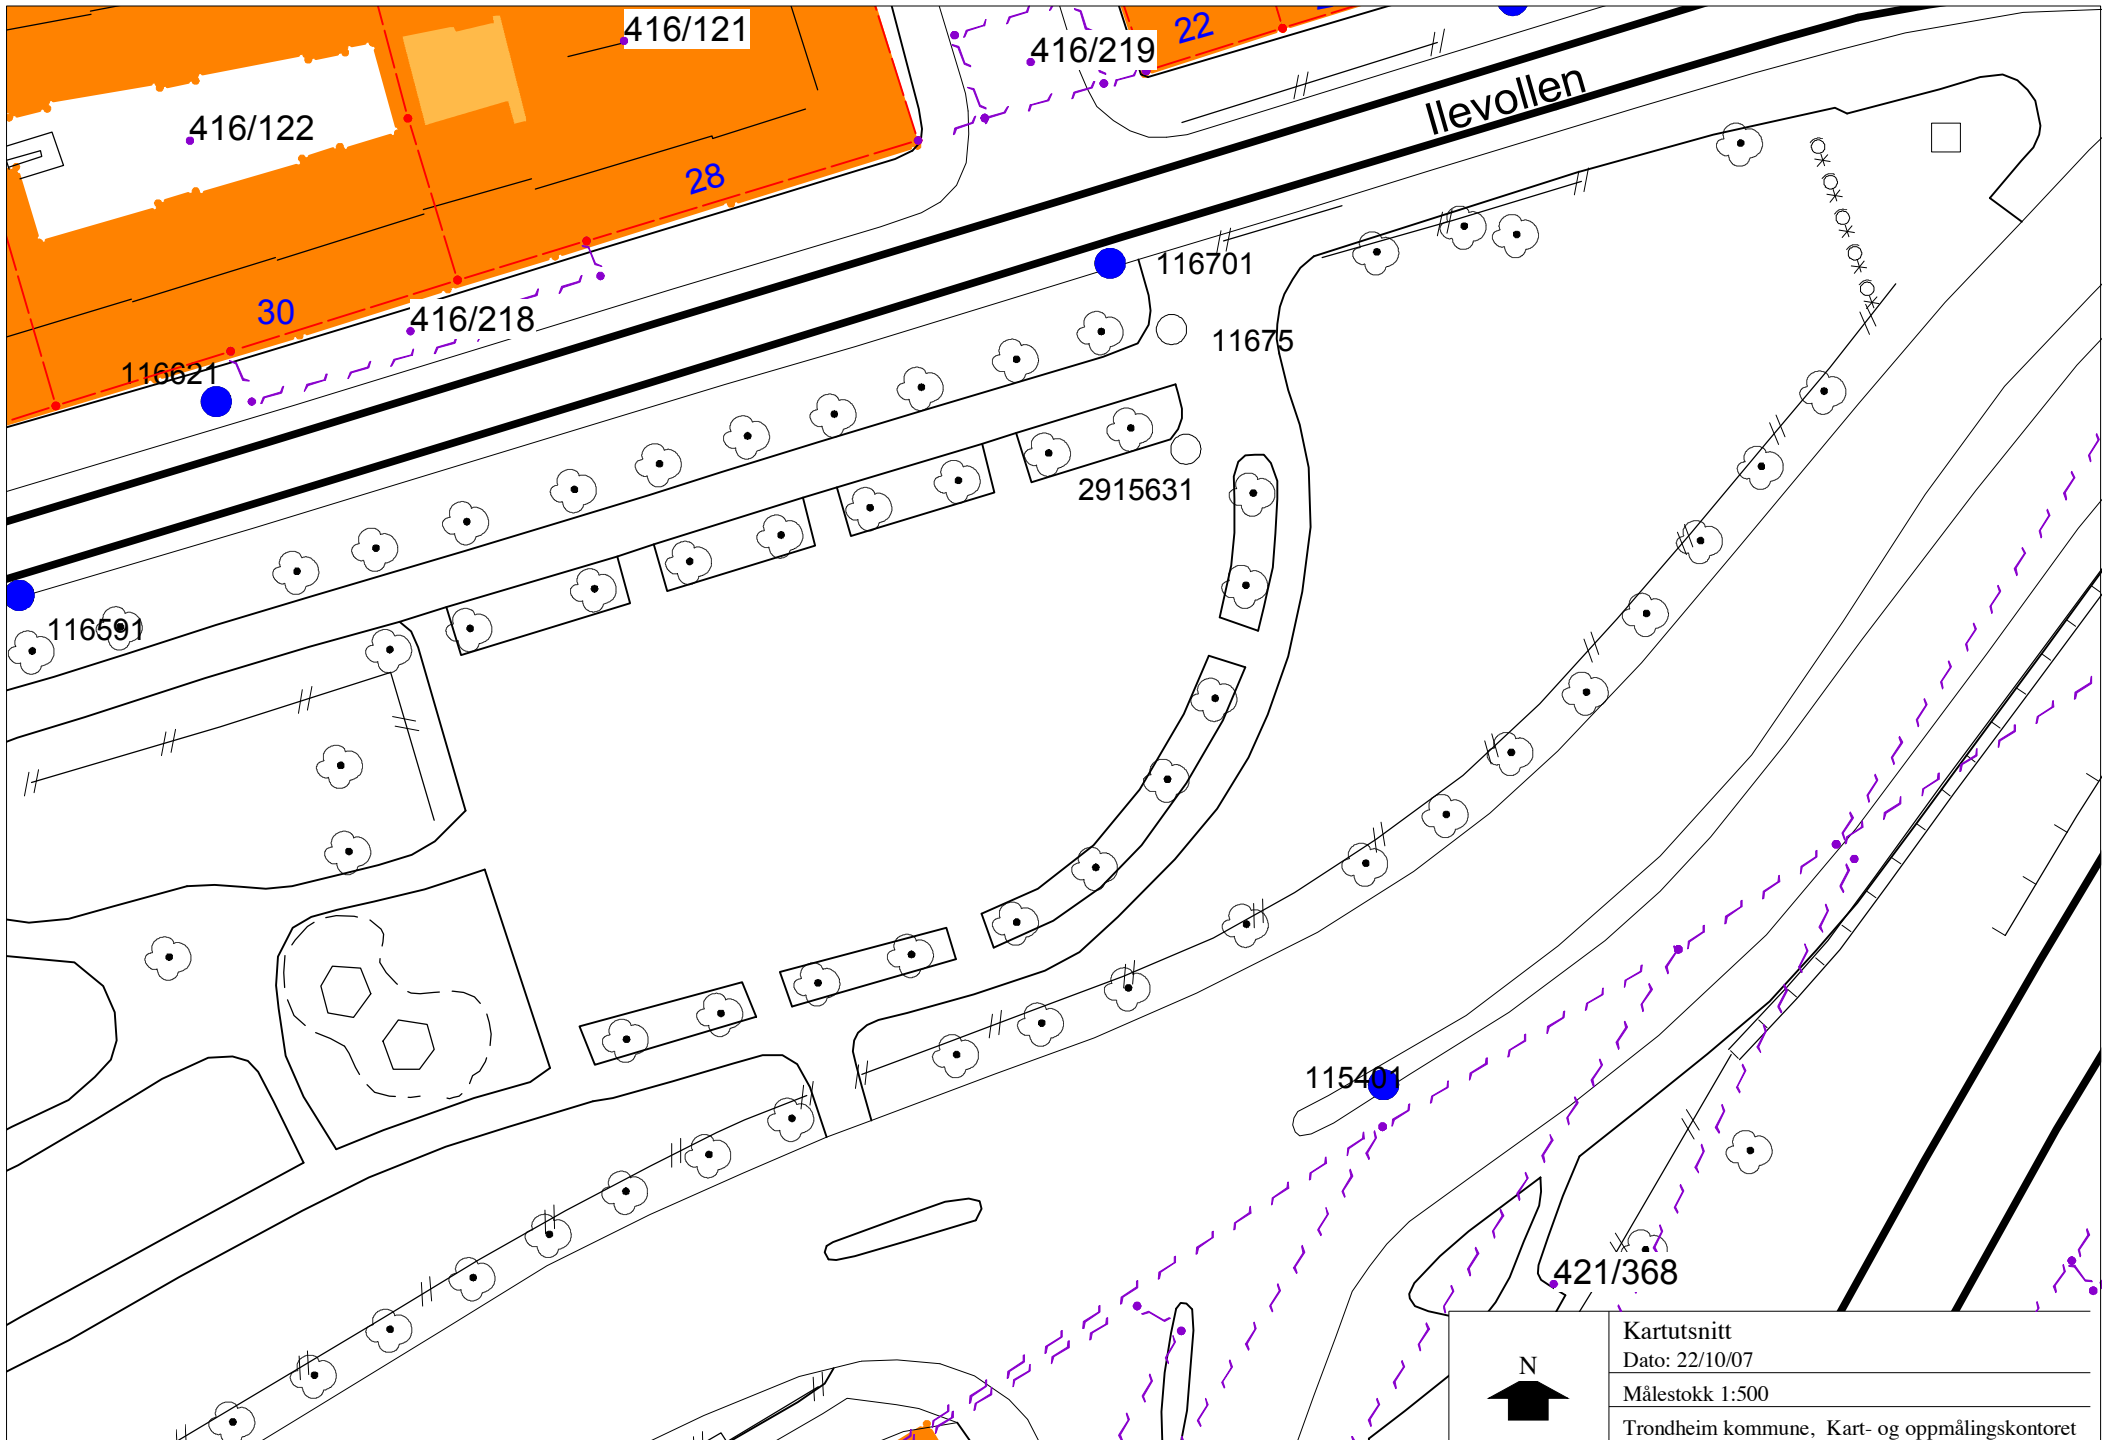 416/121
22
416/219
Ilevollen
416/122
28
116701
30
416/218
11675
116621
2915631
116591
115401
421/368
Kartutsnitt
Dato: 22/10/07
N
Målestokk 1:500
Trondheim kommune, Kart- og oppmålingskontoret